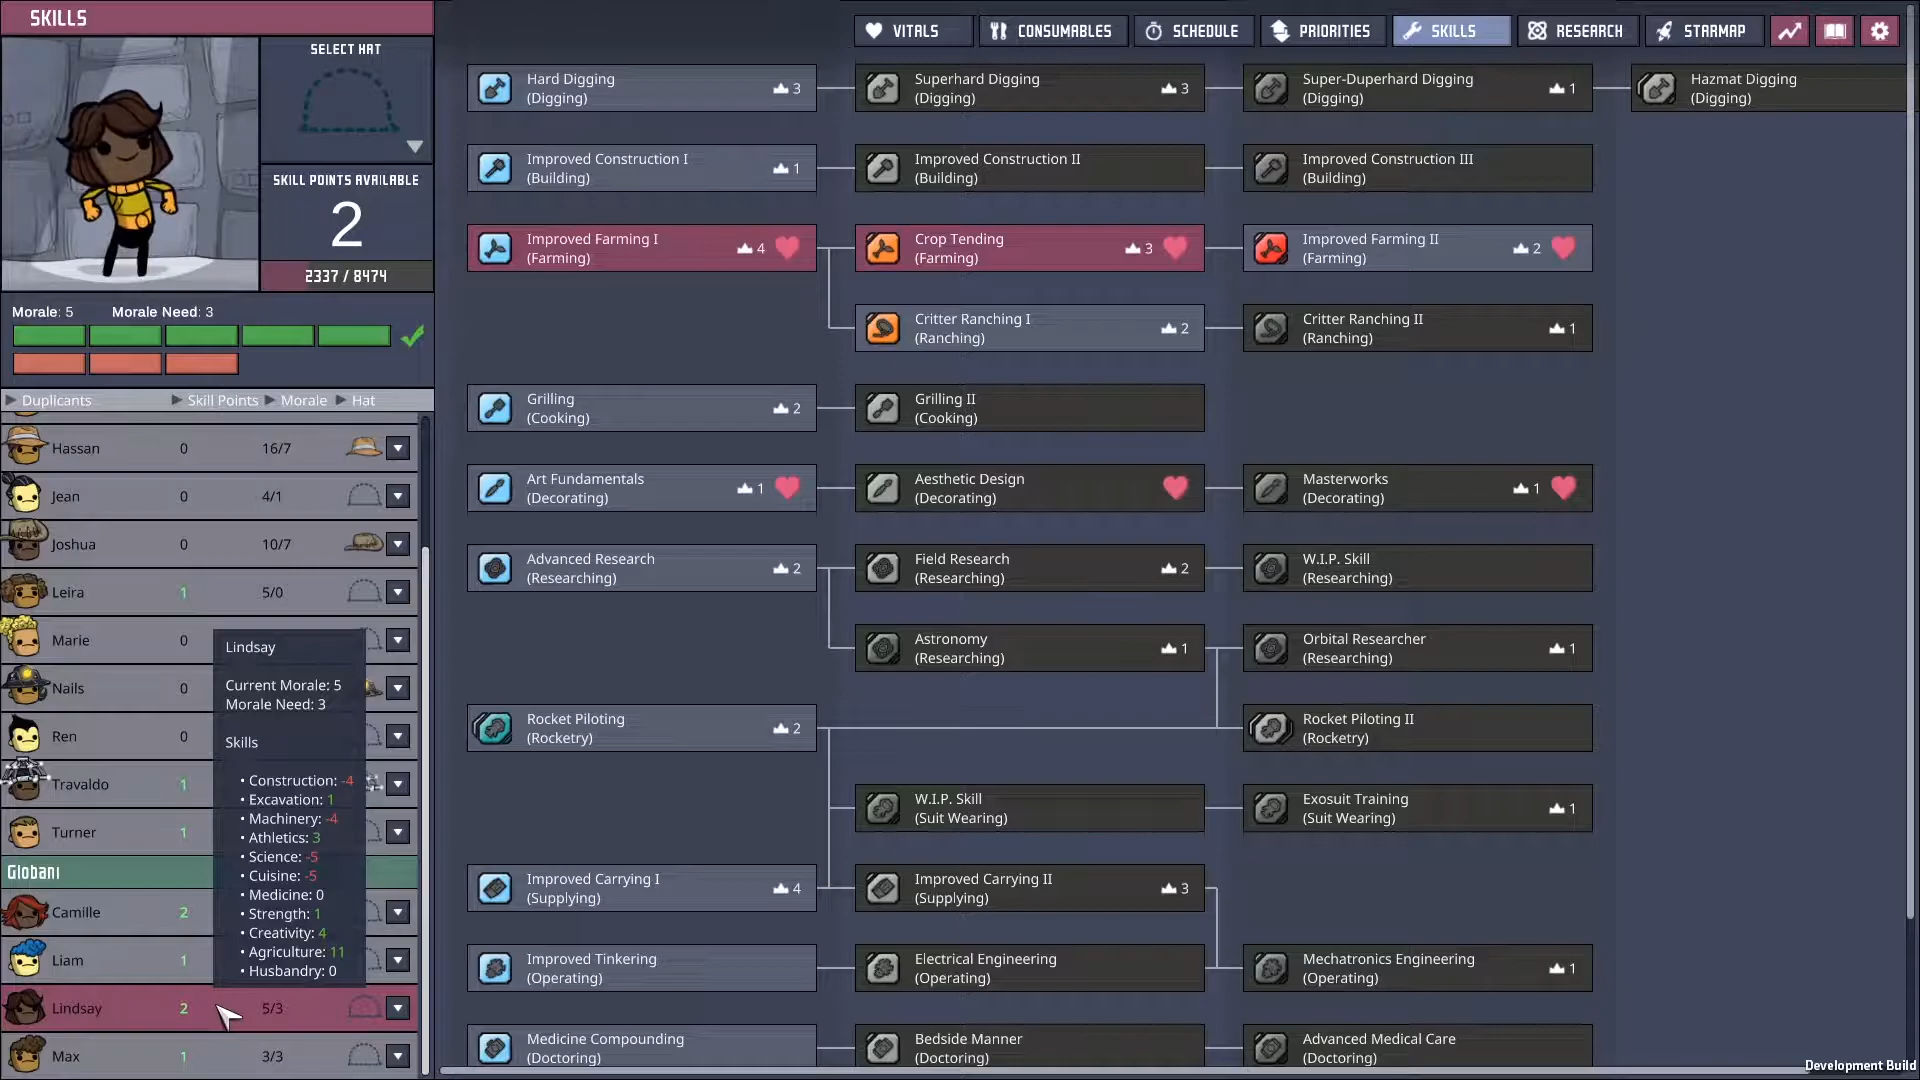 SKILLS
VITALS
CONSUMABLES
SCHEDULE
PRIORITIES
SKILLS
RESEARCH
STARMAP
SELECT HAT
SKILL POINTS AVAILABLE
2
2337 / 8474
Morale: 5 Morale Need: 3
Duplicants Skill Points Morale Hat
Hassan 0 16/7
Jean 0 4/1
Joshua 0 10/7
Leira 1 5/0
Marie 0
Nails 0
Ren 0
Travaldo 1
Turner 1
Globani
Camille 2
Liam 1
Lindsay 2 5/3
Max 1 3/3
Lindsay
Current Morale: 5
Morale Need: 3
Skills
• Construction: -4
• Excavation: 1
• Machinery: -4
• Athletics: 3
• Science: -5
• Cuisine: -5
• Medicine: 0
• Strength: 1
• Creativity: 4
• Agriculture: 11
• Husbandry: 0
Hard Digging
(Digging)
3
Superhard Digging
(Digging)
3
Super-Duperhard Digging
(Digging)
1
Hazmat Digging
(Digging)
Improved Construction I
(Building)
1
Improved Construction II
(Building)
Improved Construction III
(Building)
Improved Farming I
(Farming)
4
Crop Tending
(Farming)
3
Improved Farming II
(Farming)
2
Critter Ranching I
(Ranching)
2
Critter Ranching II
(Ranching)
1
Grilling
(Cooking)
2
Grilling II
(Cooking)
Art Fundamentals
(Decorating)
1
Aesthetic Design
(Decorating)
Masterworks
(Decorating)
1
Advanced Research
(Researching)
2
Field Research
(Researching)
2
W.I.P. Skill
(Researching)
Astronomy
(Researching)
1
Orbital Researcher
(Researching)
1
Rocket Piloting
(Rocketry)
2
Rocket Piloting II
(Rocketry)
W.I.P. Skill
(Suit Wearing)
Exosuit Training
(Suit Wearing)
1
Improved Carrying I
(Supplying)
4
Improved Carrying II
(Supplying)
3
Improved Tinkering
(Operating)
Electrical Engineering
(Operating)
Mechatronics Engineering
(Operating)
1
Medicine Compounding
(Doctoring)
Bedside Manner
(Doctoring)
Advanced Medical Care
(Doctoring)
Development Build